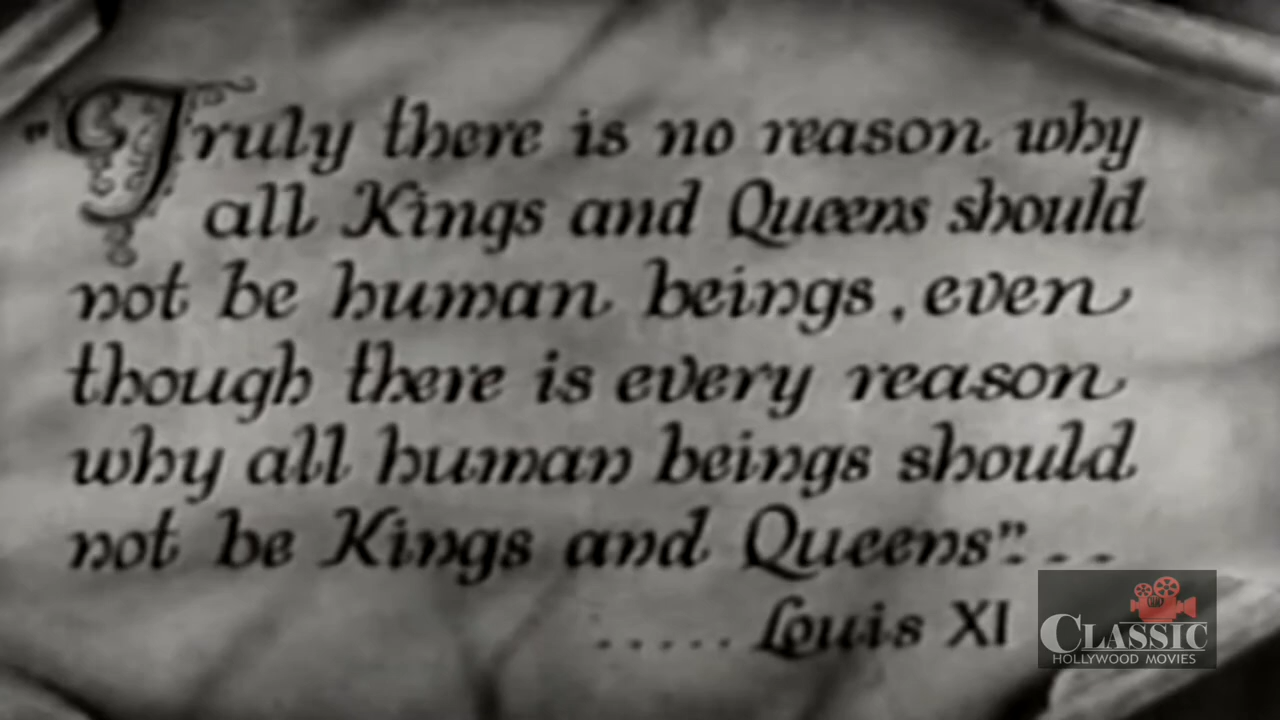 "Truly there is no reason why
all Kings and Queens should
not be human beings, even
though there is every reason
why all human beings should
not be Kings and Queens"...
..... Louis XI
CLASSIC
HOLLYWOOD MOVIES